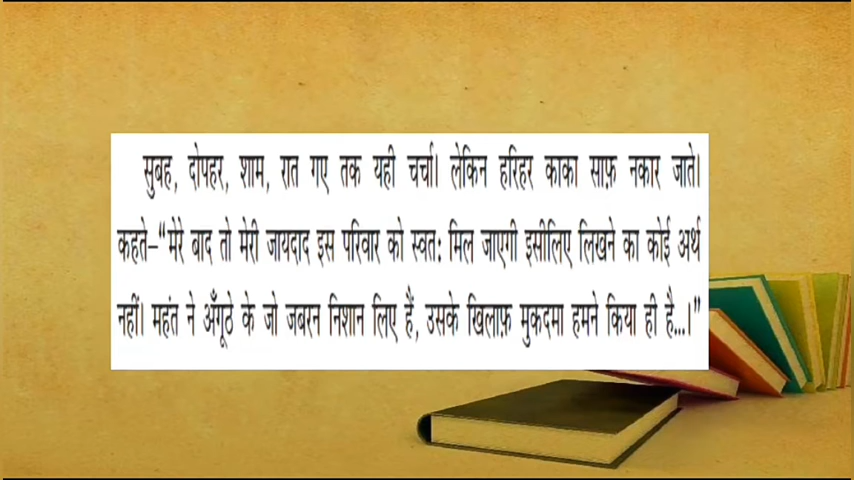 सुबह, दोपहर, शाम, रात गए तक यही चर्चा। लेकिन हरिहर काका साफ़ नकार जाते।
कहते–“मेरे बाद तो मेरी जायदाद इस परिवार को स्वतः मिल जाएगी इसीलिए लिखने का कोई अर्थ
नहीं। महंत ने अँगूठे के जो जबरन निशान लिए हैं, उसके खिलाफ़ मुकदमा हमने किया ही है...।”